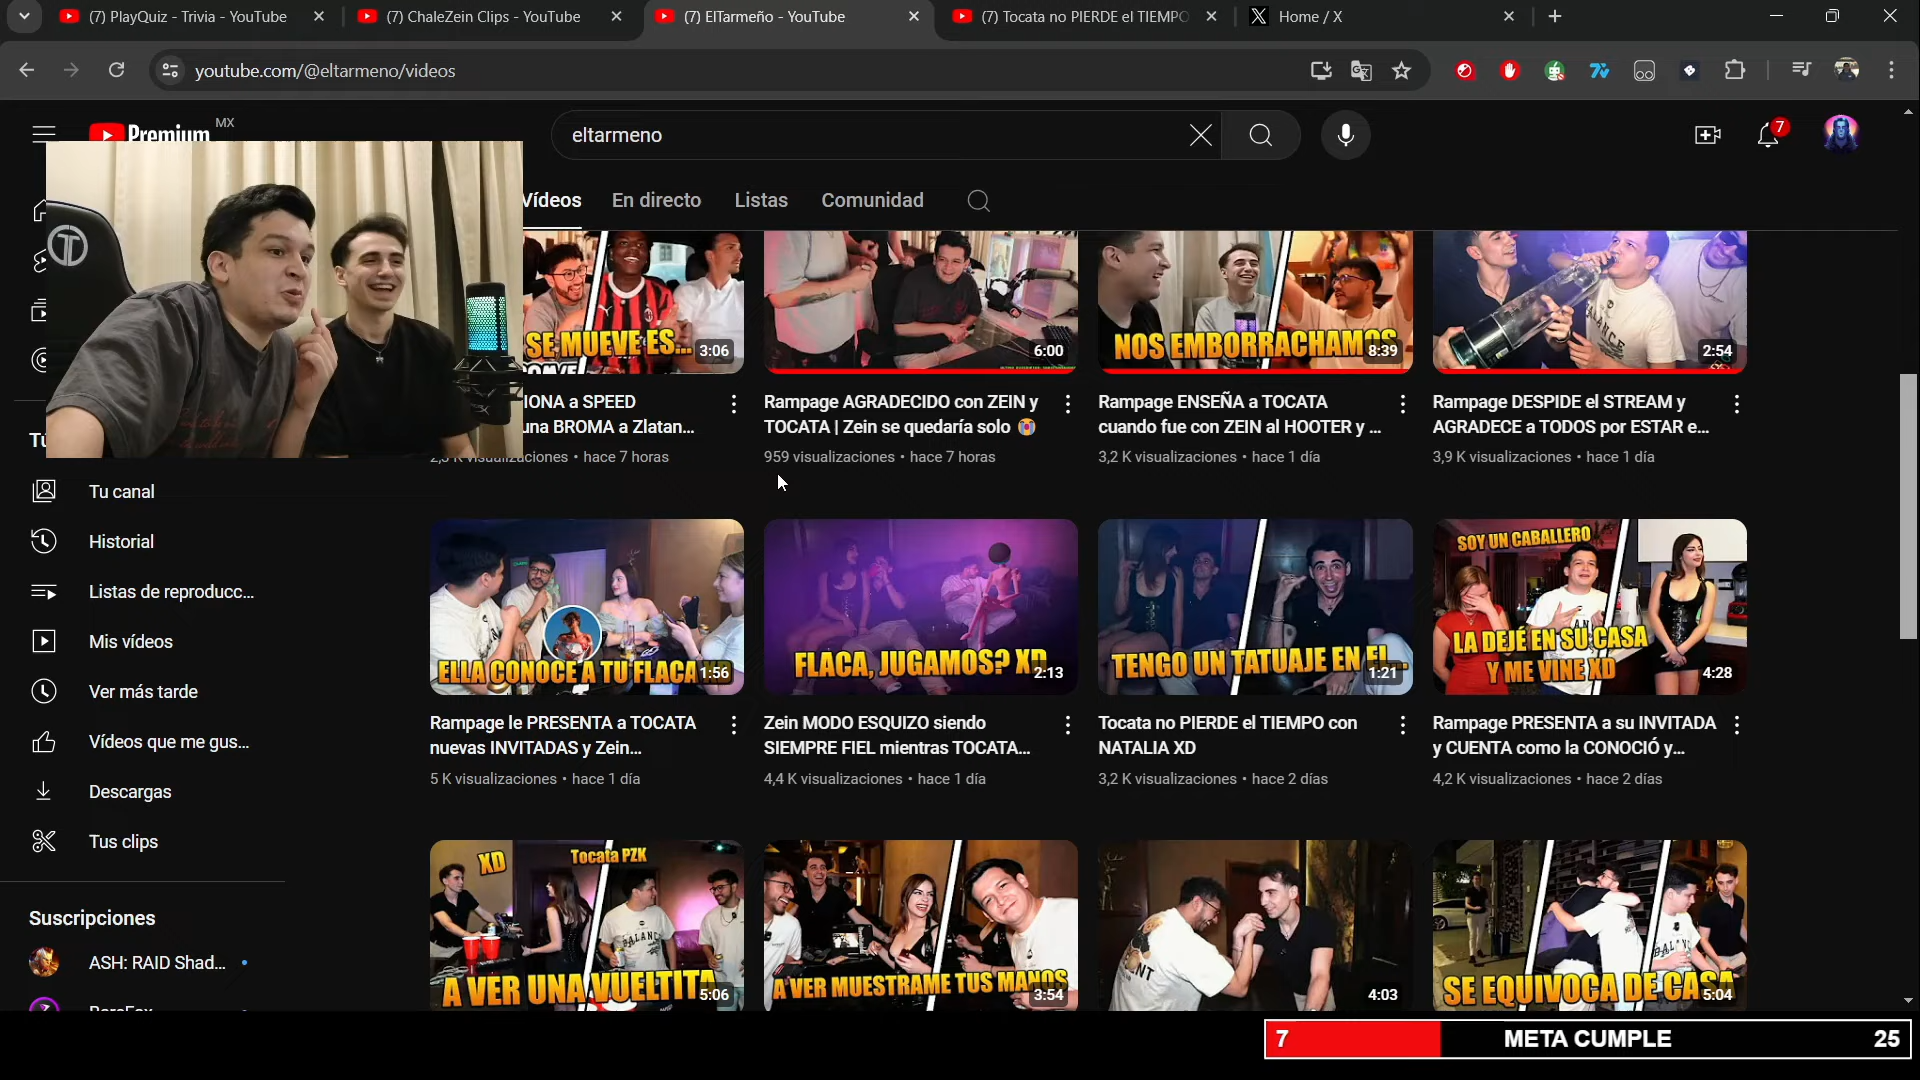 (7) PlayQuiz - Trivia - YouTube
(7) ChaleZein Clips - YouTube
(7) ElTarmeño - YouTube
(7) Tocata no PIERDE el TIEMPO
Home / X
youtube.com/@eltarmeno/videos
Premium MX
eltarmeno
7
Vídeos
En directo
Listas
Comunidad
SE MUEVE ES...
3:06
6:00
NOS EMBORRACHAMOS
8:39
2:54
IONA a SPEED
una BROMA a Zlatan...
hace 7 horas
Rampage AGRADECIDO con ZEIN y
TOCATA | Zein se quedaría solo 😭
959 visualizaciones • hace 7 horas
Rampage ENSEÑA a TOCATA
cuando fue con ZEIN al HOOTER y ...
3,2 K visualizaciones • hace 1 día
Rampage DESPIDE el STREAM y
AGRADECE a TODOS por ESTAR e...
3,9 K visualizaciones • hace 1 día
Tu canal
Historial
Listas de reproducc...
Mis vídeos
Ver más tarde
Vídeos que me gus...
Descargas
Tus clips
Suscripciones
ASH: RAID Shad...
ELLA CONOCE A TU FLACA XD
1:56
FLACA, JUGAMOS? XD
2:13
TENGO UN TATUAJE EN EL...
1:21
SOY UN CABALLERO
LA DEJÉ EN SU CASA
Y ME VINE XD
4:28
Rampage le PRESENTA a TOCATA
nuevas INVITADAS y Zein...
5 K visualizaciones • hace 1 día
Zein MODO ESQUIZO siendo
SIEMPRE FIEL mientras TOCATA...
4,4 K visualizaciones • hace 1 día
Tocata no PIERDE el TIEMPO con
NATALIA XD
3,2 K visualizaciones • hace 2 días
Rampage PRESENTA a su INVITADA
y CUENTA como la CONOCIÓ y...
4,2 K visualizaciones • hace 2 días
XD
Tocata PZK
A VER UNA VUELTITA
5:06
A VER MUESTRAME TUS MANOS
3:54
4:03
SE EQUIVOCA DE CASA
5:04
7
META CUMPLE
25